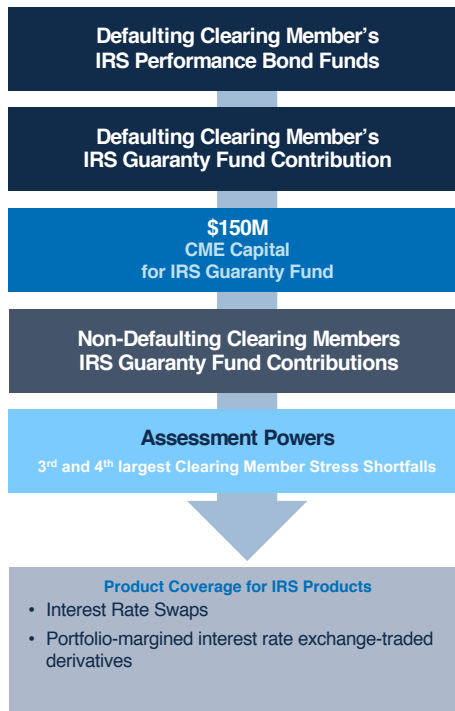 Defaulting Clearing Member’s
IRS Performance Bond Funds
Defaulting Clearing Member’s
IRS Guaranty Fund Contribution
$150M
CME Capital
for IRS Guaranty Fund
Non-Defaulting Clearing Members
IRS Guaranty Fund Contributions
Assessment Powers
3rd and 4th largest Clearing Member Stress Shortfalls
Product Coverage for IRS Products
• Interest Rate Swaps
• Portfolio-margined interest rate exchange-traded
derivatives